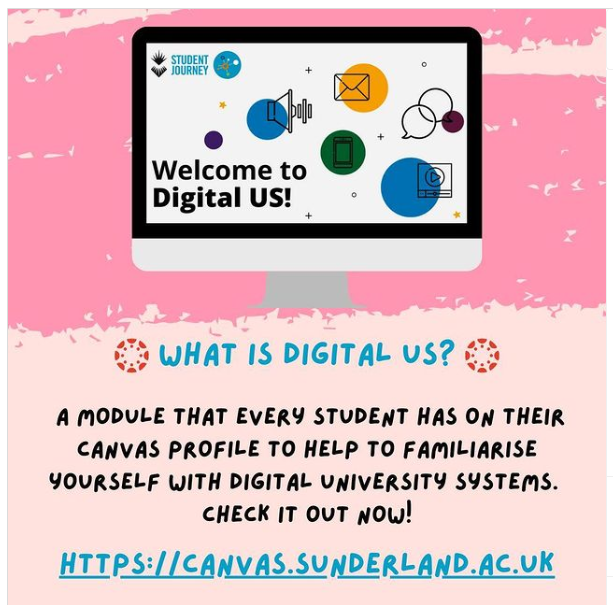 STUDENT
JOURNEY
Welcome to
Digital US!
WHAT IS DIGITAL US?
A MODULE THAT EVERY STUDENT HAS ON THEIR
CANVAS PROFILE TO HELP TO FAMILIARISE
YOURSELF WITH DIGITAL UNIVERSITY SYSTEMS.
CHECK IT OUT NOW!
HTTPS://CANVAS.SUNDERLAND.AC.UK